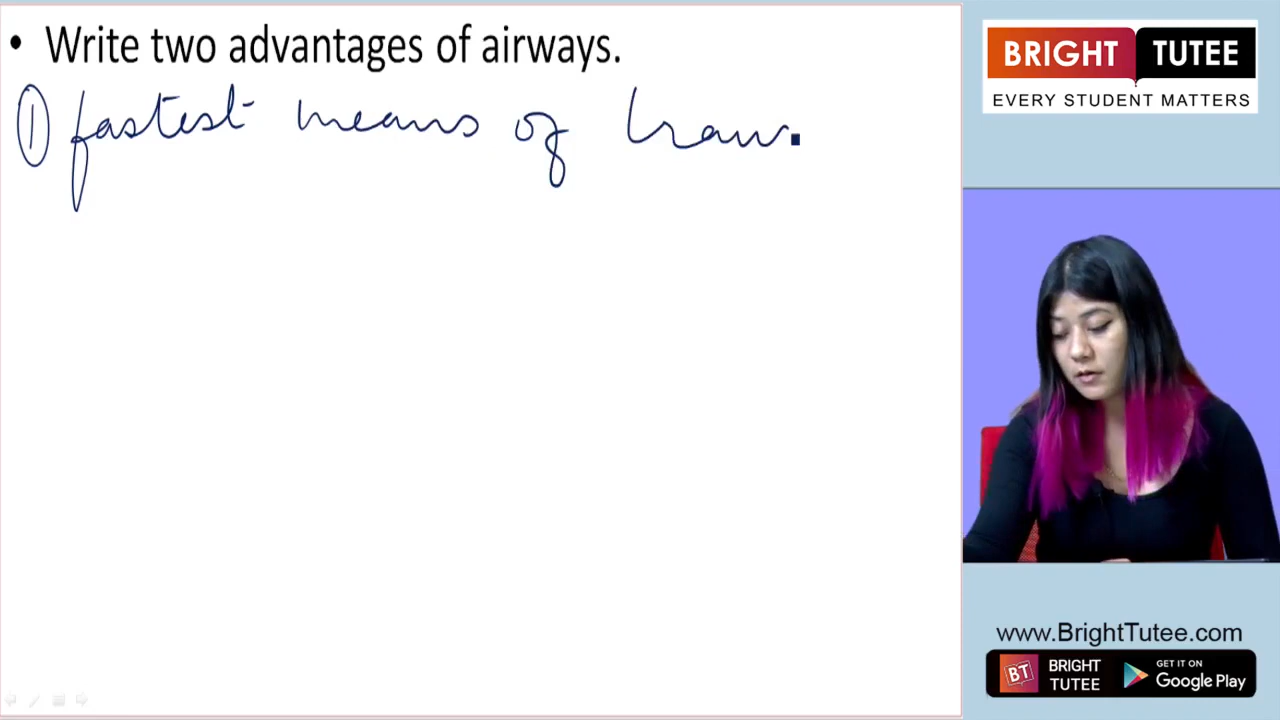 • Write two advantages of airways.
① fastest means of
BRIGHT TUTEE
EVERY STUDENT MATTERS
www.BrightTutee.com
BT BRIGHT TUTEE
GET IT ON Google Play